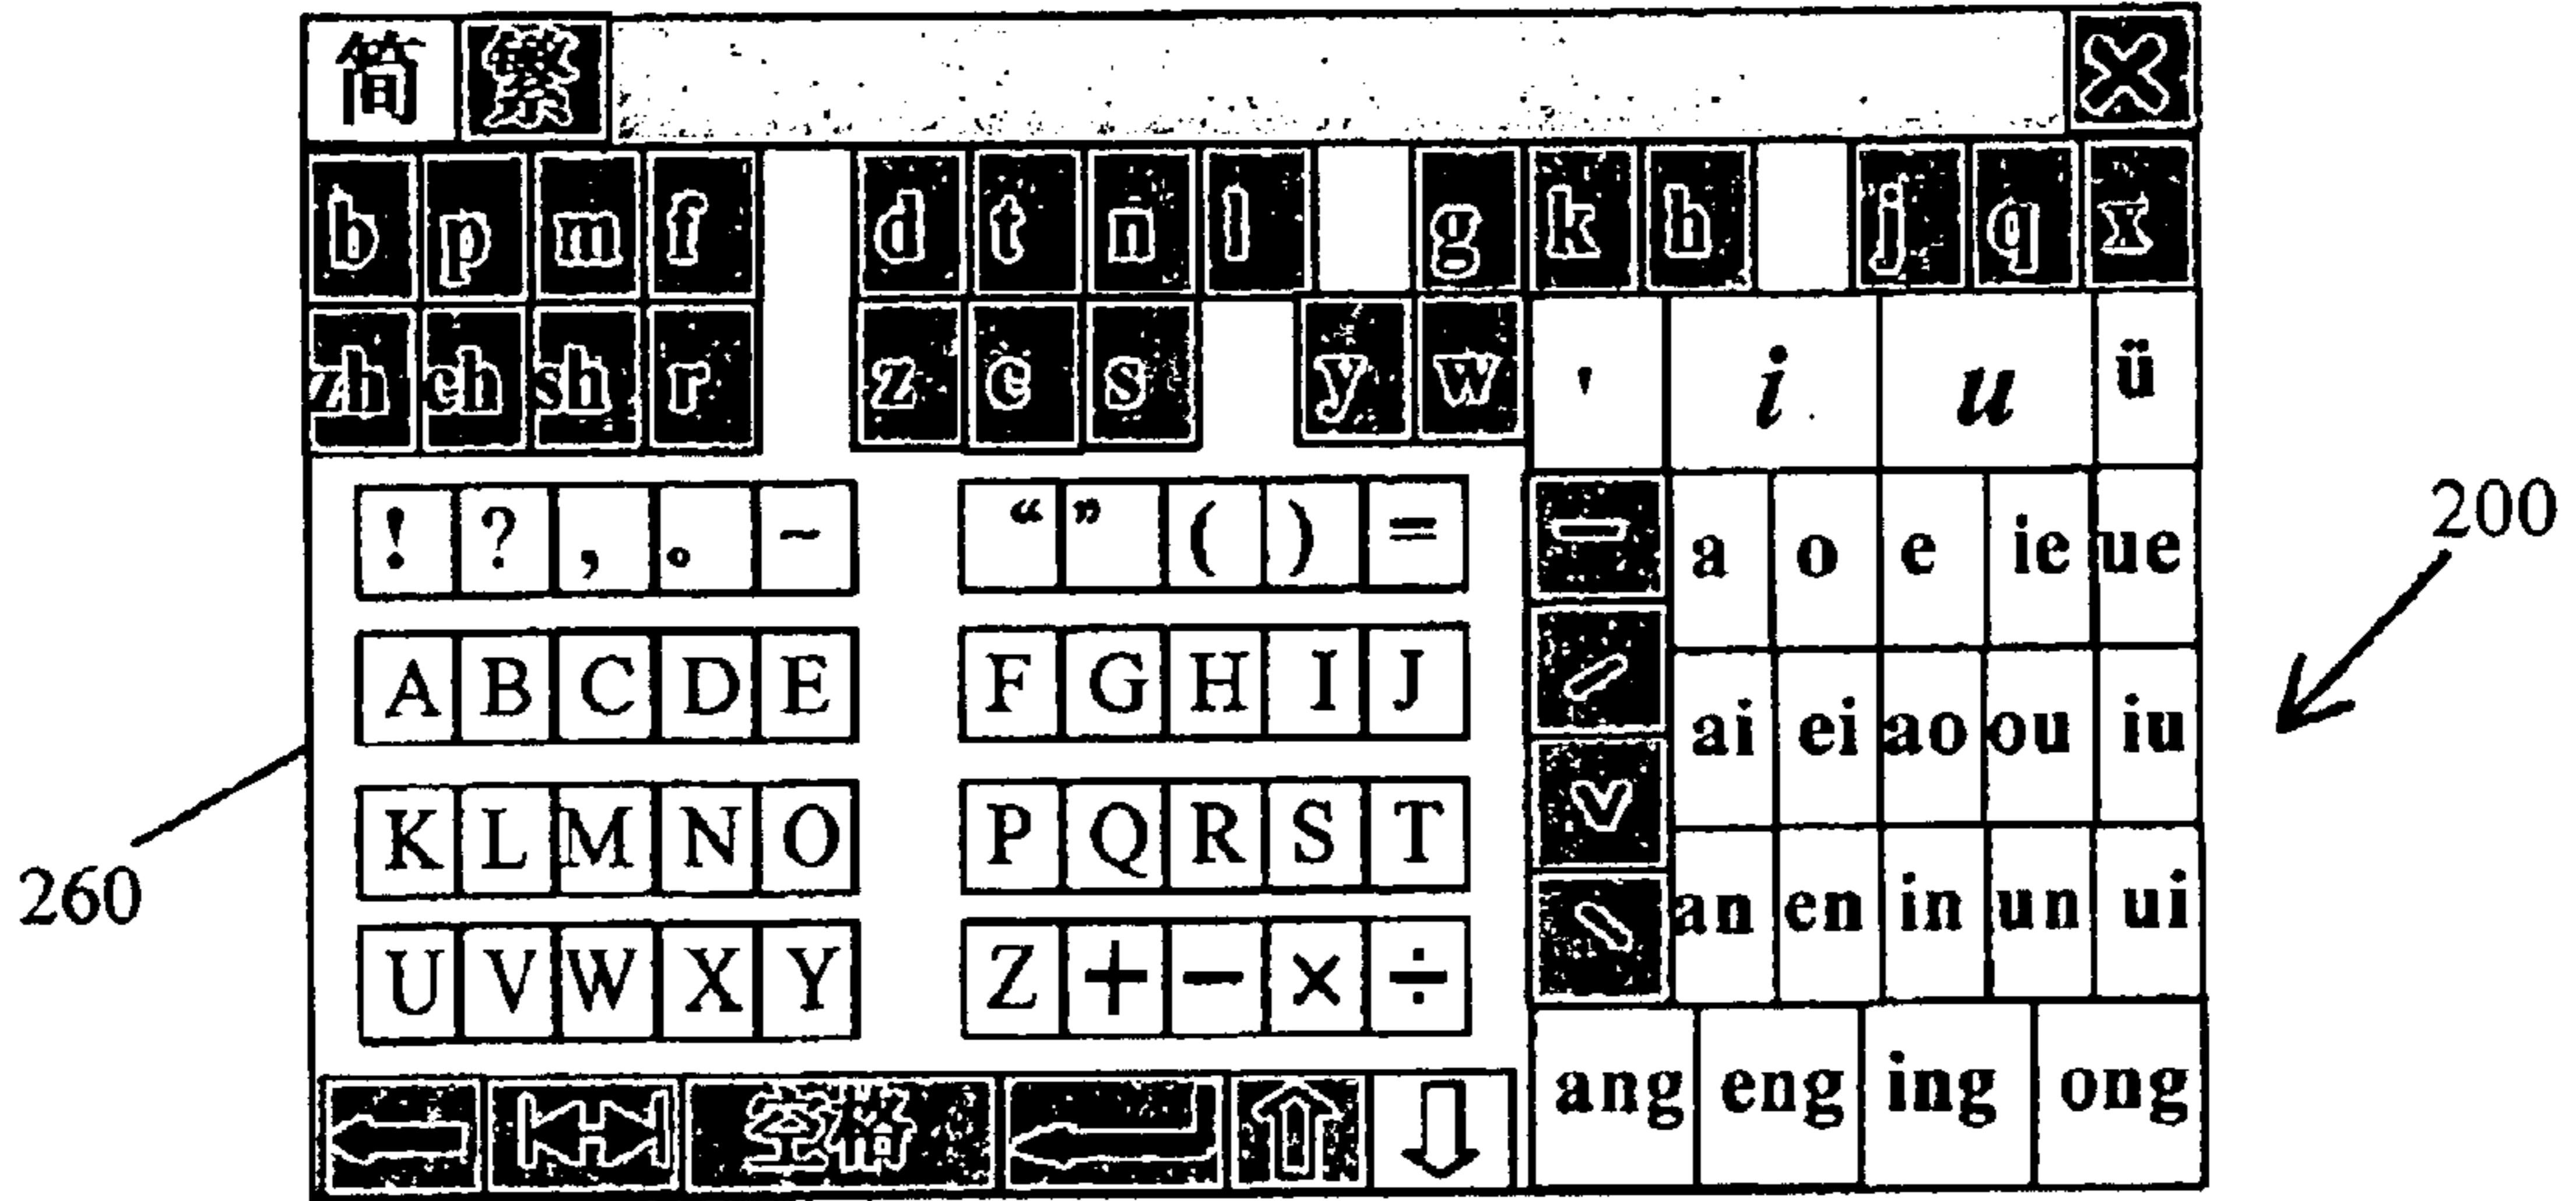 简 繁
b p m f d t n l g k h j q x
zh ch sh r z c s y w ' i u ü
! ? , 。 ~ “ ” ( ) = a o e ie ue
200
A B C D E F G H I J ai ei ao ou iu
K L M N O P Q R S T an en in un ui
260
U V W X Y Z + − × ÷
空格 ang eng ing ong